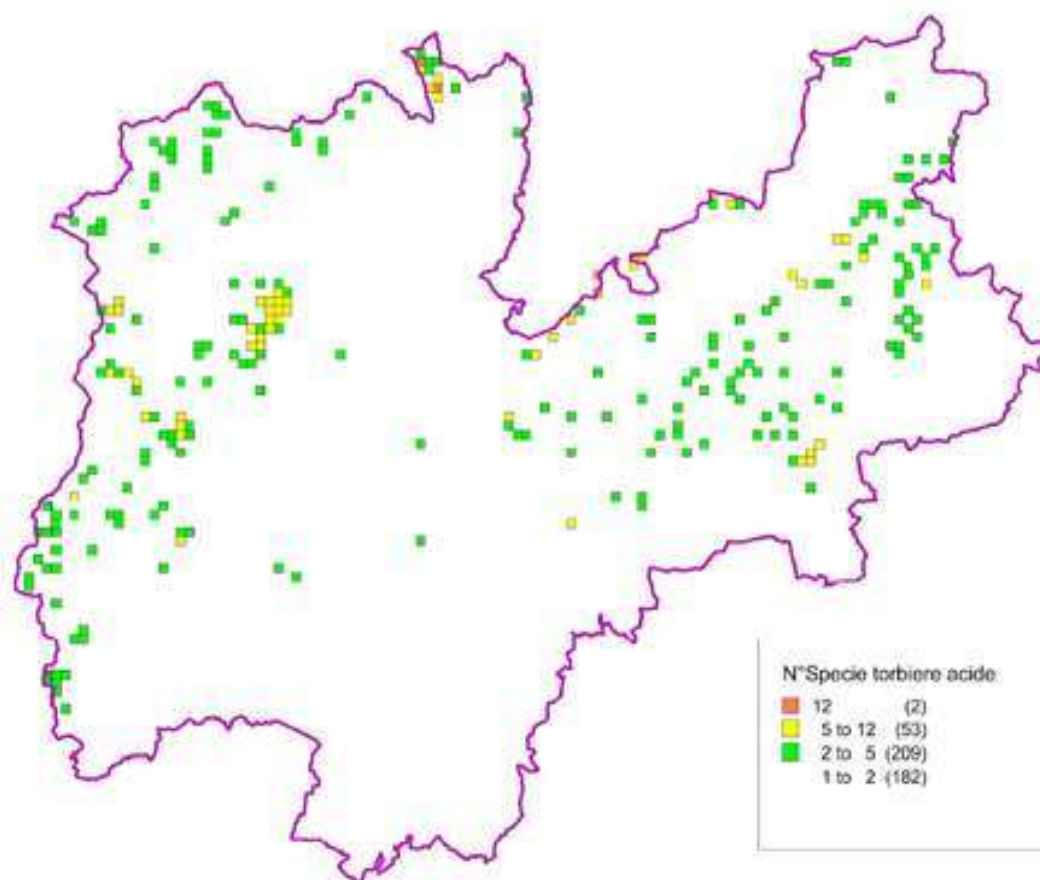 N°Specie torbiere acide
12 (2)
5 to 12 (53)
2 to 5 (209)
1 to 2 (182)